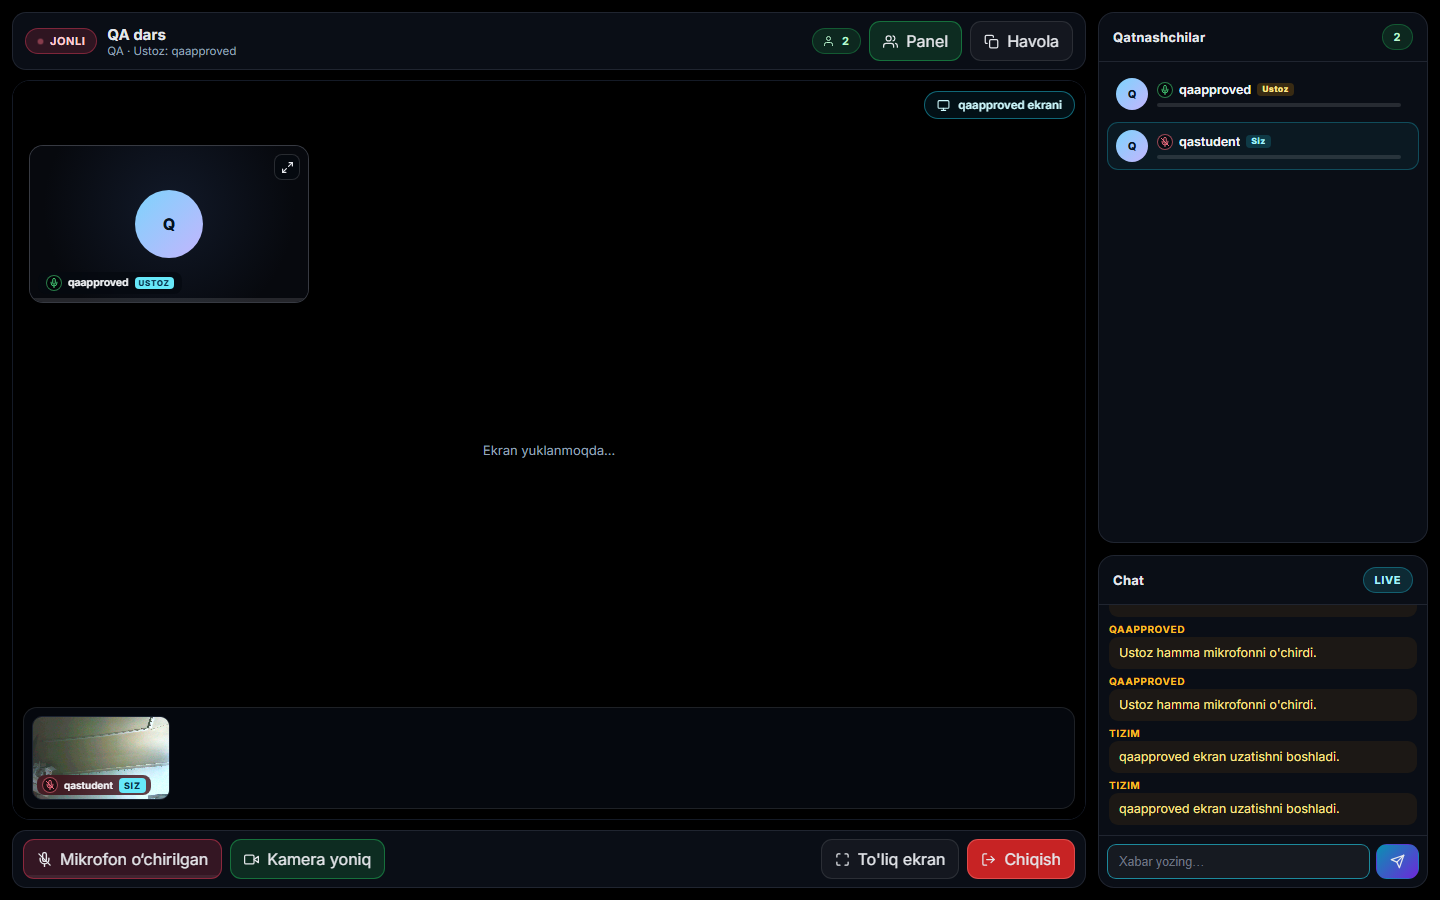 JONLI
QA dars
QA · Ustoz: qaapproved
2
Panel
Havola
qaapproved ekrani
Q
qaapproved USTOZ
Ekran yuklanmoqda...
qastudent SIZ
Mikrofon o‘chirilgan
Kamera yoniq
To'liq ekran
Chiqish
Qatnashchilar
2
Q
qaapproved Ustoz
Q
qastudent Siz
Chat
LIVE
QAAPPROVED
Ustoz hamma mikrofonni o'chirdi.
QAAPPROVED
Ustoz hamma mikrofonni o'chirdi.
TIZIM
qaapproved ekran uzatishni boshladi.
TIZIM
qaapproved ekran uzatishni boshladi.
Xabar yozing...